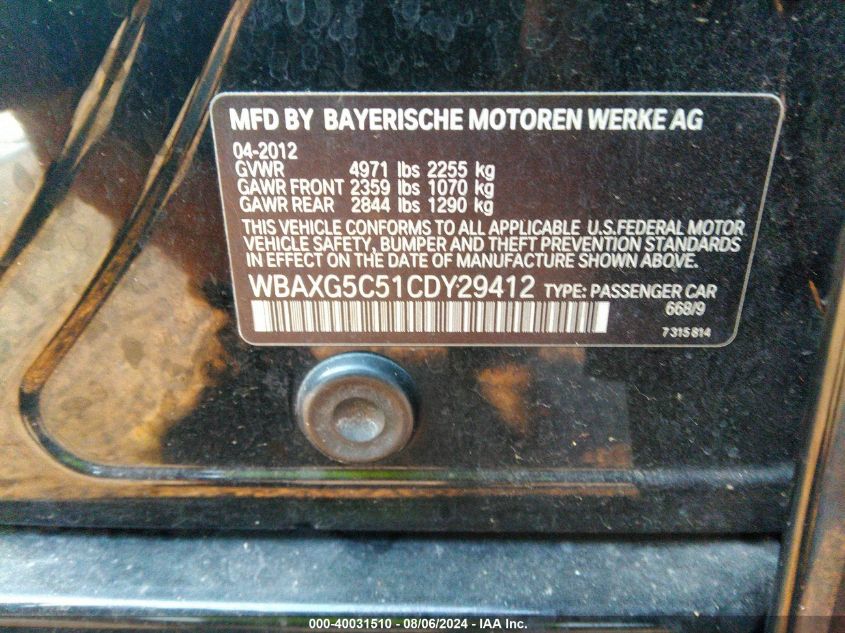 MFD BY BAYERISCHE MOTOREN WERKE AG
04-2012
GVWR 4971 lbs 2255 kg
GAWR FRONT 2359 lbs 1070 kg
GAWR REAR 2844 lbs 1290 kg
THIS VEHICLE CONFORMS TO ALL APPLICABLE U.S.FEDERAL MOTOR
VEHICLE SAFETY, BUMPER AND THEFT PREVENTION STANDARDS
IN EFFECT ON THE DATE OF MANUFACTURE SHOWN ABOVE.
WBAXG5C51CDY29412 TYPE: PASSENGER CAR
668/9
7315814
000-40031510 - 08/06/2024 - IAA Inc.